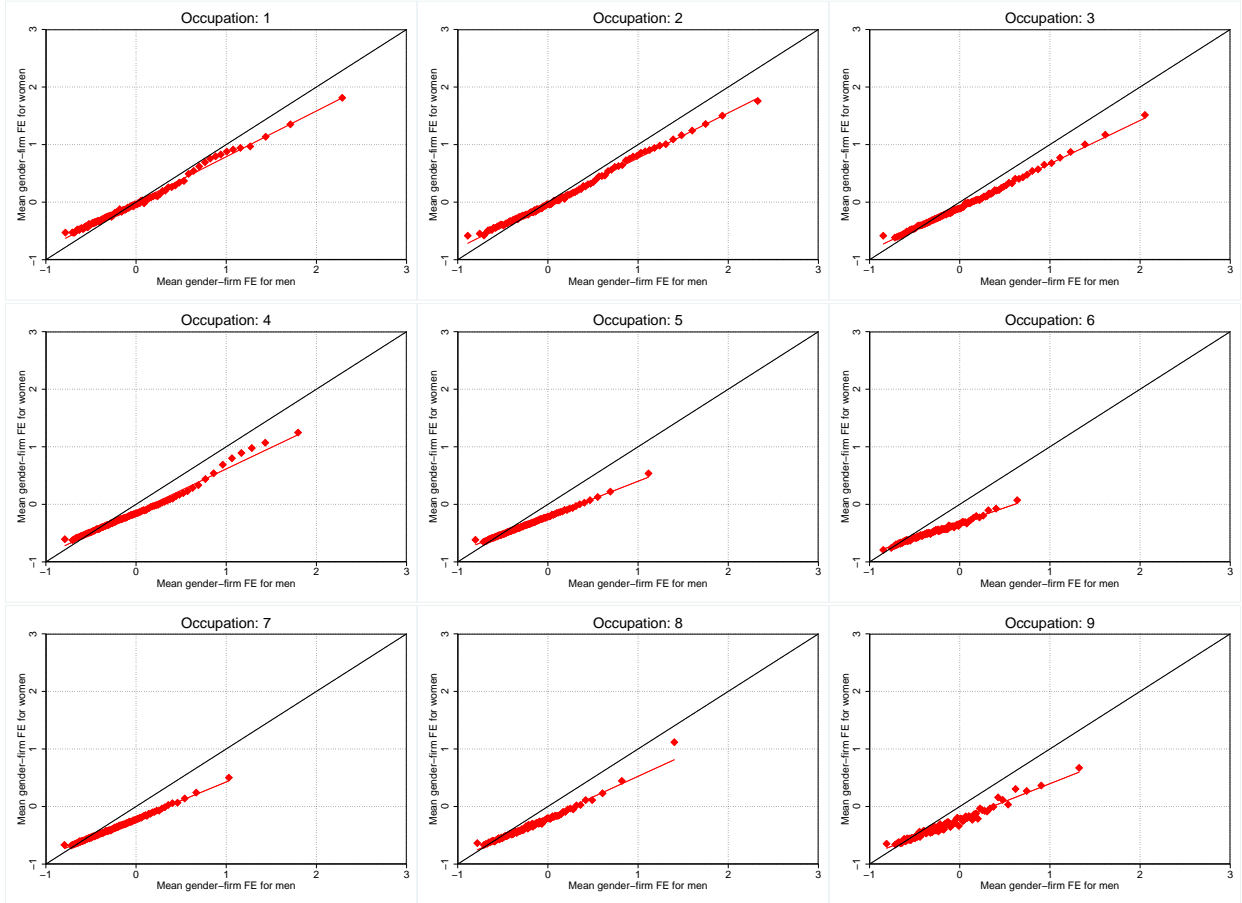 Occupation: 1
Mean gender−firm FE for women
−1 0 1 2 3
−1 0 1 2 3
Mean gender−firm FE for men
Occupation: 2
Mean gender−firm FE for women
−1 0 1 2 3
−1 0 1 2 3
Mean gender−firm FE for men
Occupation: 3
Mean gender−firm FE for women
−1 0 1 2 3
−1 0 1 2 3
Mean gender−firm FE for men
Occupation: 4
Mean gender−firm FE for women
−1 0 1 2 3
−1 0 1 2 3
Mean gender−firm FE for men
Occupation: 5
Mean gender−firm FE for women
−1 0 1 2 3
−1 0 1 2 3
Mean gender−firm FE for men
Occupation: 6
Mean gender−firm FE for women
−1 0 1 2 3
−1 0 1 2 3
Mean gender−firm FE for men
Occupation: 7
Mean gender−firm FE for women
−1 0 1 2 3
−1 0 1 2 3
Mean gender−firm FE for men
Occupation: 8
Mean gender−firm FE for women
−1 0 1 2 3
−1 0 1 2 3
Mean gender−firm FE for men
Occupation: 9
Mean gender−firm FE for women
−1 0 1 2 3
−1 0 1 2 3
Mean gender−firm FE for men